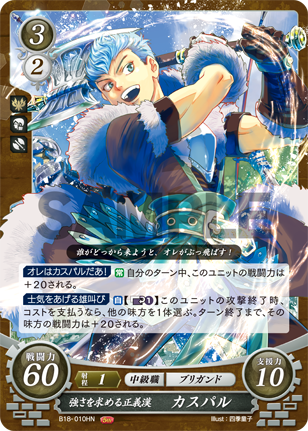 3
2
SAMPLE
誰がどっから来ようと、オレがぶっ飛ばす!
オレはカスパルだあ! 常 自分のターン中、このユニットの戦闘力は
+20される。
士気をあげる雄叫び 自 [1] このユニットの攻撃終了時、
コストを支払うなら、他の味方を1体選ぶ。ターン終了まで、そ
の味方の戦闘力は+20される。
戦闘力
60
射程 1 中級職 ブリガンド
支援力
10
強さを求める正義漢 カスパル
B18-010HN
Illust:四季童子